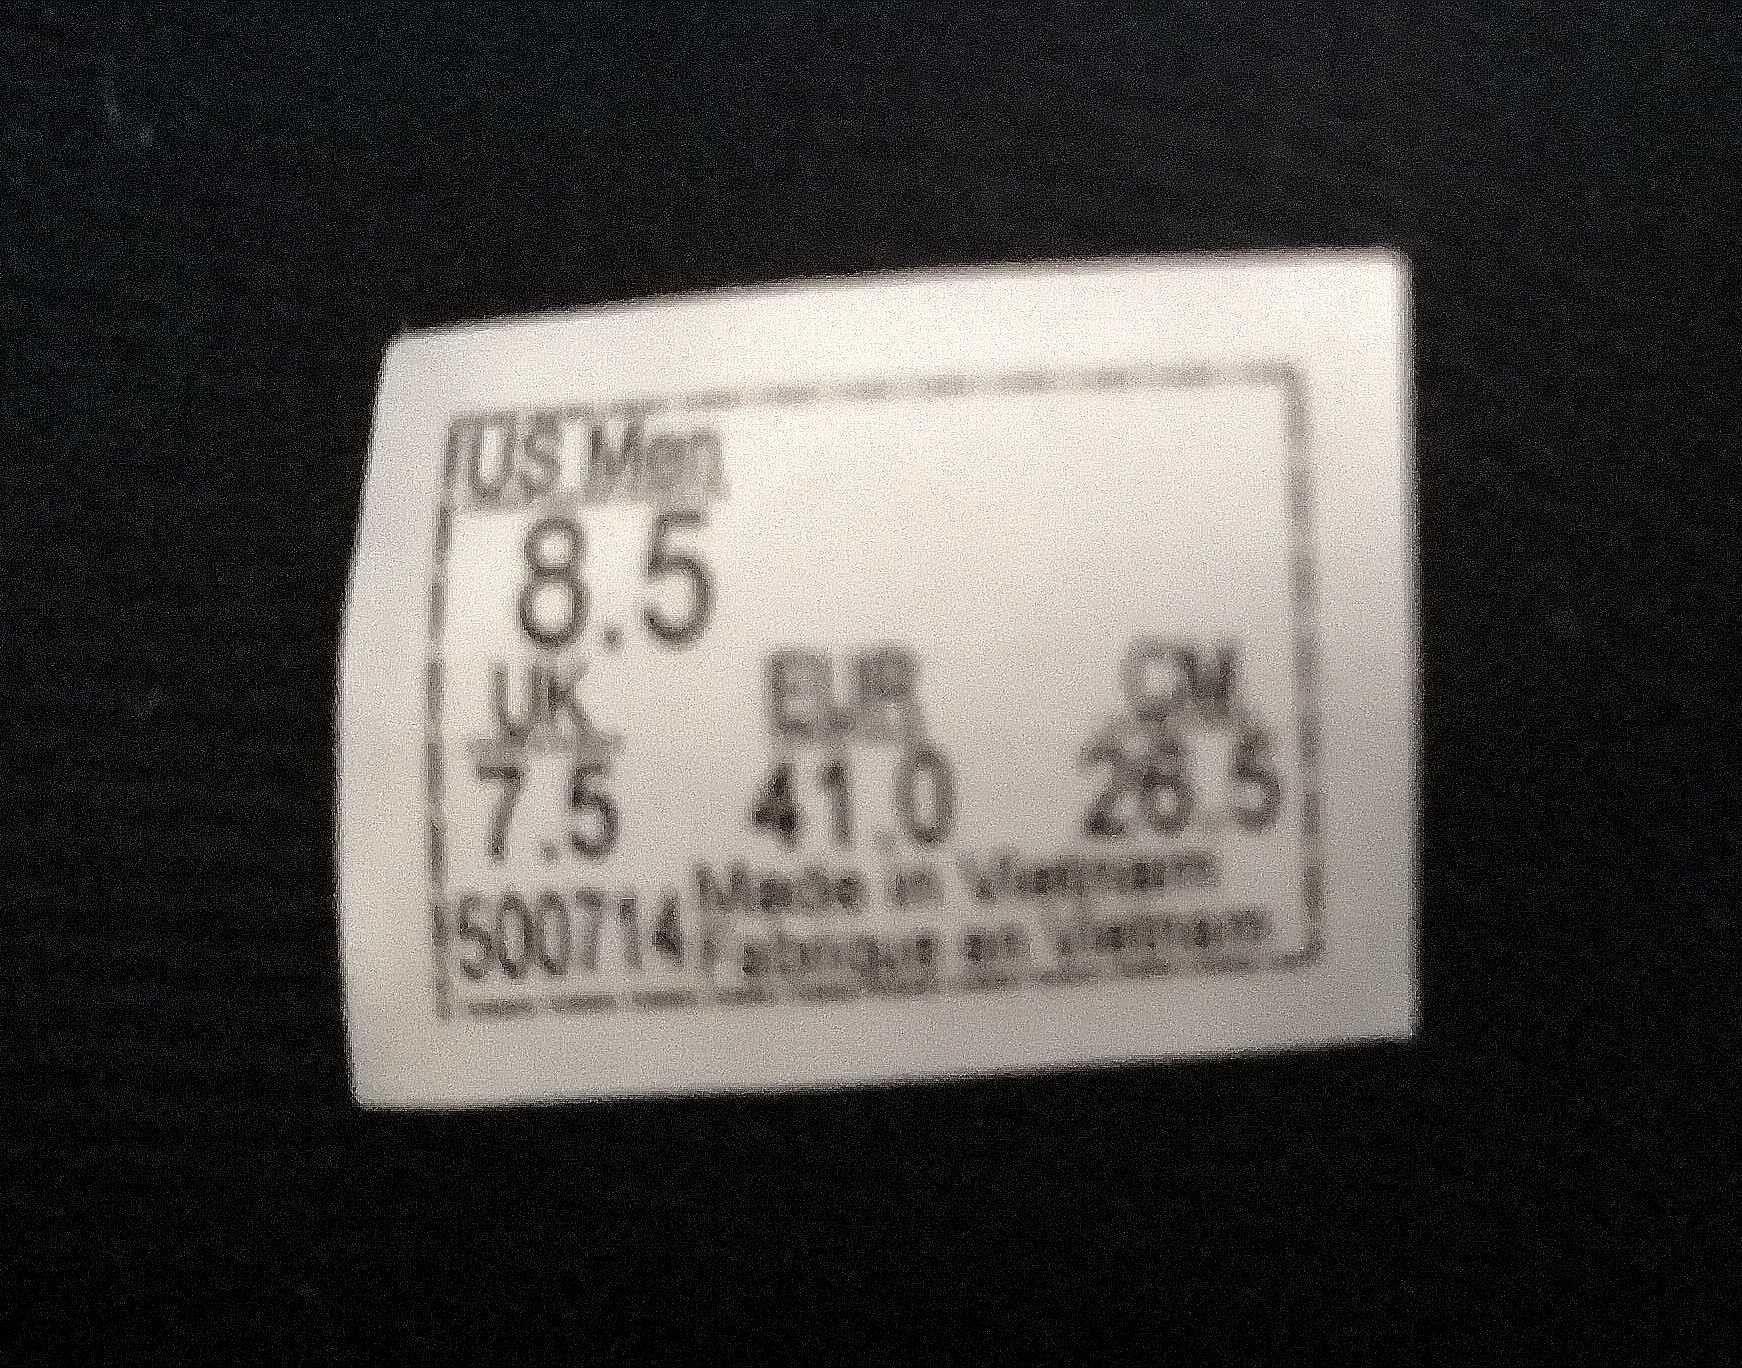 US Men
8.5
UK EUR CM
7.5 41.0 26.5
500714 Made in Vietnam
Fabriqué en Vietnam